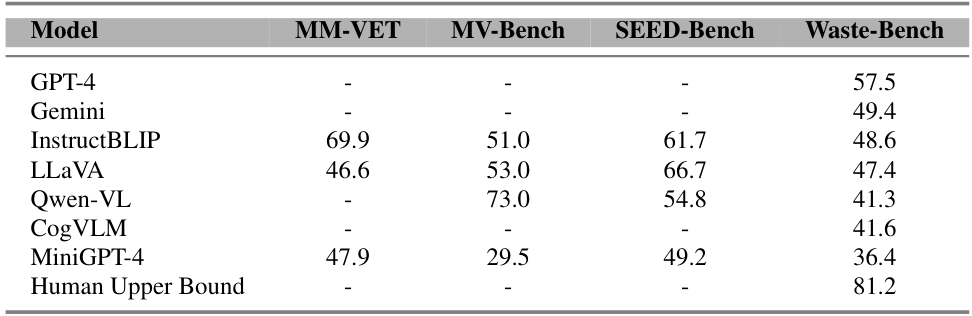 Model MM-VET MV-Bench SEED-Bench Waste-Bench
GPT-4 - - - 57.5
Gemini - - - 49.4
InstructBLIP 69.9 51.0 61.7 48.6
LLaVA 46.6 53.0 66.7 47.4
Qwen-VL - 73.0 54.8 41.3
CogVLM - - - 41.6
MiniGPT-4 47.9 29.5 49.2 36.4
Human Upper Bound - - - 81.2